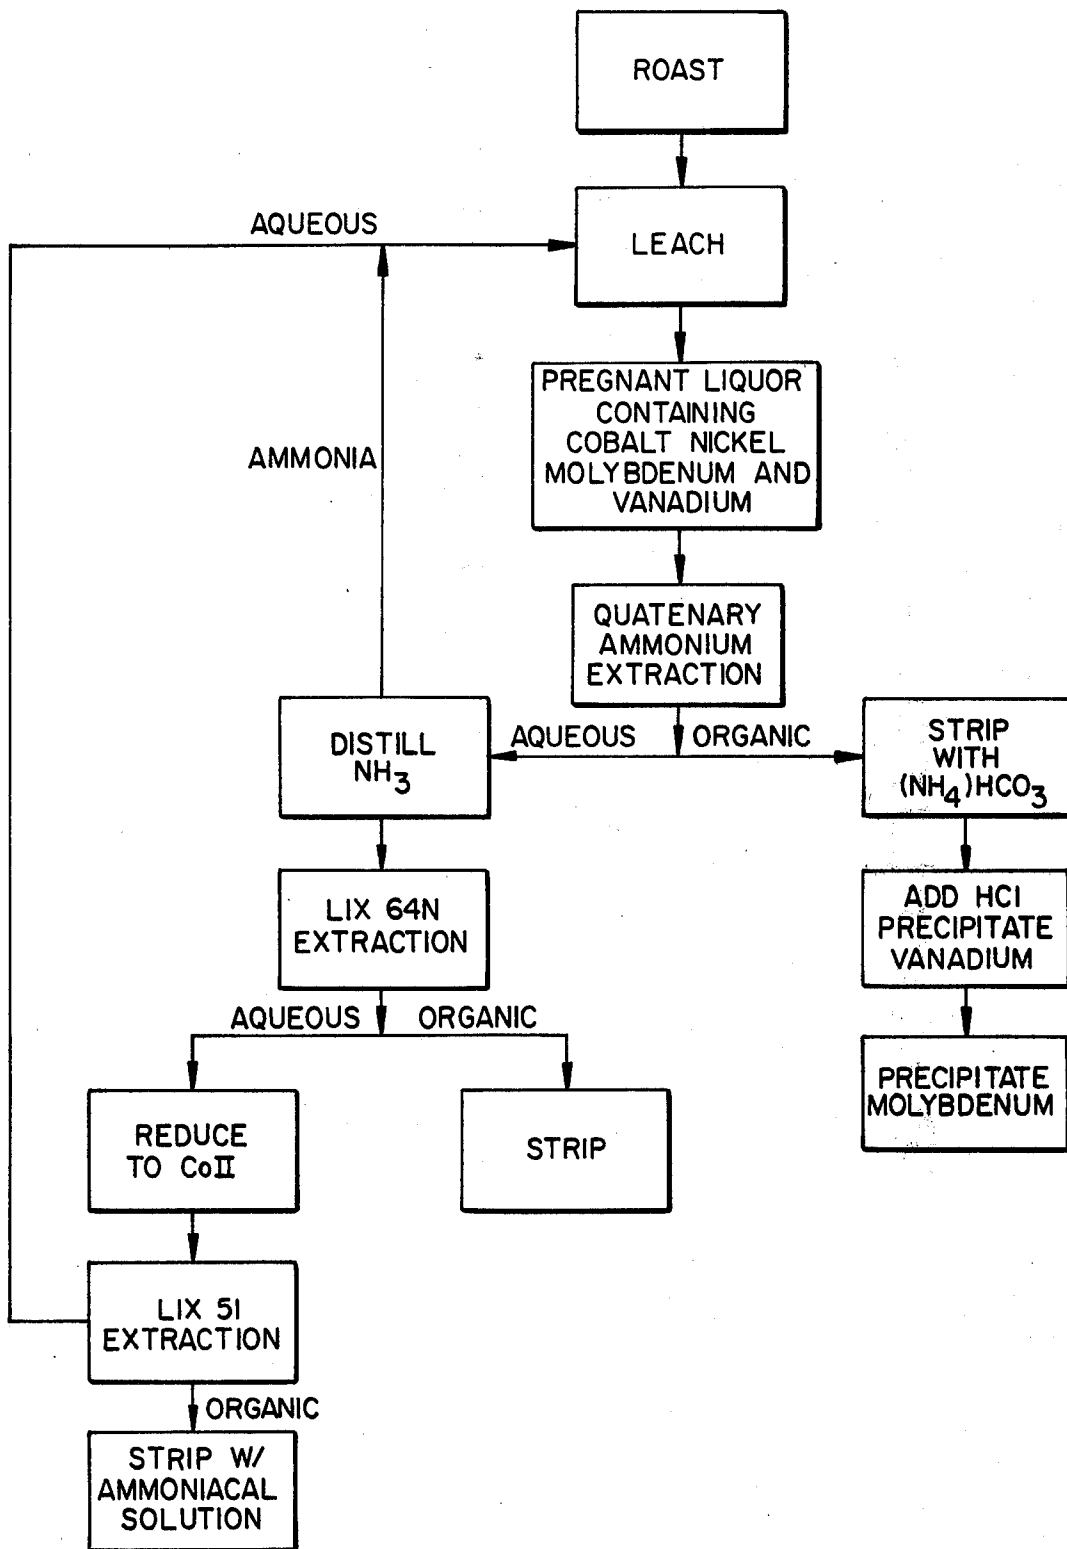 ROAST
AQUEOUS
LEACH
PREGNANT LIQUOR
CONTAINING
COBALT NICKEL
MOLYBDENUM AND
VANADIUM
AMMONIA
QUATENARY
AMMONIUM
EXTRACTION
DISTILL
NH3
AQUEOUS
ORGANIC
STRIP
WITH
(NH4)HCO3
LIX 64N
EXTRACTION
ADD HCl
PRECIPITATE
VANADIUM
AQUEOUS
ORGANIC
REDUCE
TO CoII
STRIP
PRECIPITATE
MOLYBDENUM
LIX 51
EXTRACTION
ORGANIC
STRIP W/
AMMONIACAL
SOLUTION